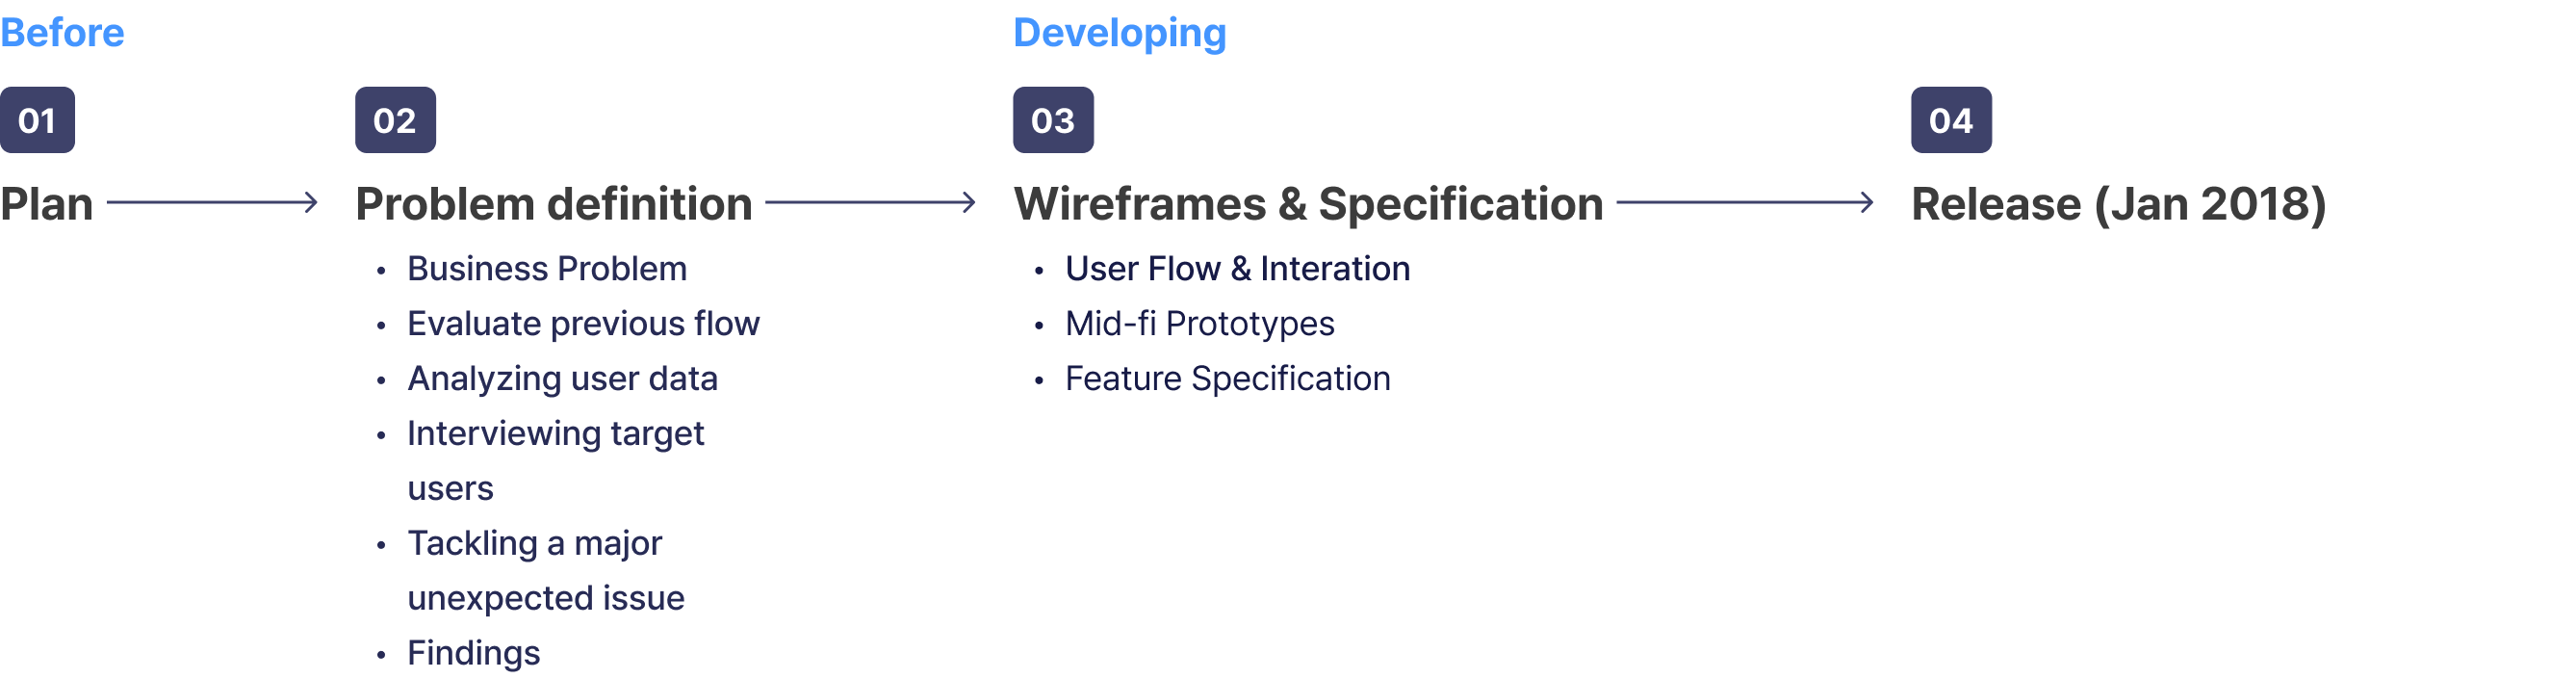 Before
Developing
01
02
03
04
Plan
Problem definition
Wireframes & Specification
Release (Jan 2018)
• Business Problem
• Evaluate previous flow
• Analyzing user data
• Interviewing target
users
• Tackling a major
unexpected issue
• Findings
• User Flow & Interation
• Mid-fi Prototypes
• Feature Specification